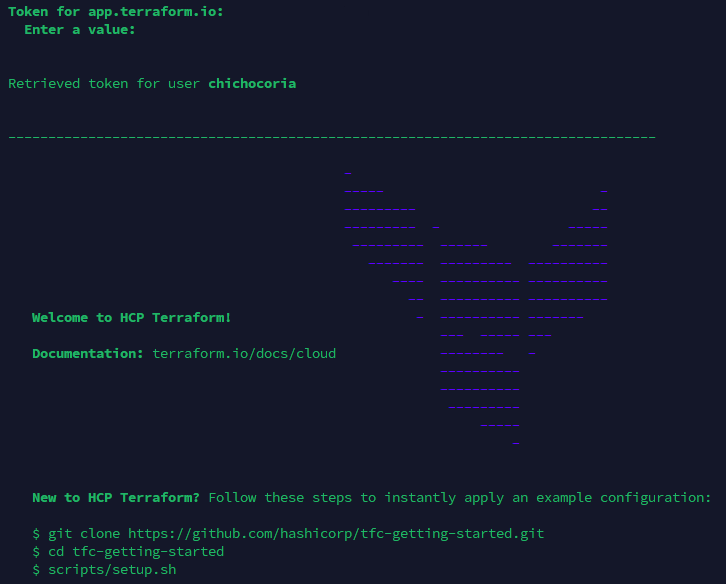 Token for app.terraform.io:
Enter a value:
Retrieved token for user chichocoria
---------------------------------------------------------------------------------
Welcome to HCP Terraform!
Documentation: terraform.io/docs/cloud
New to HCP Terraform? Follow these steps to instantly apply an example configuration:
$ git clone https://github.com/hashicorp/tfc-getting-started.git
$ cd tfc-getting-started
$ scripts/setup.sh